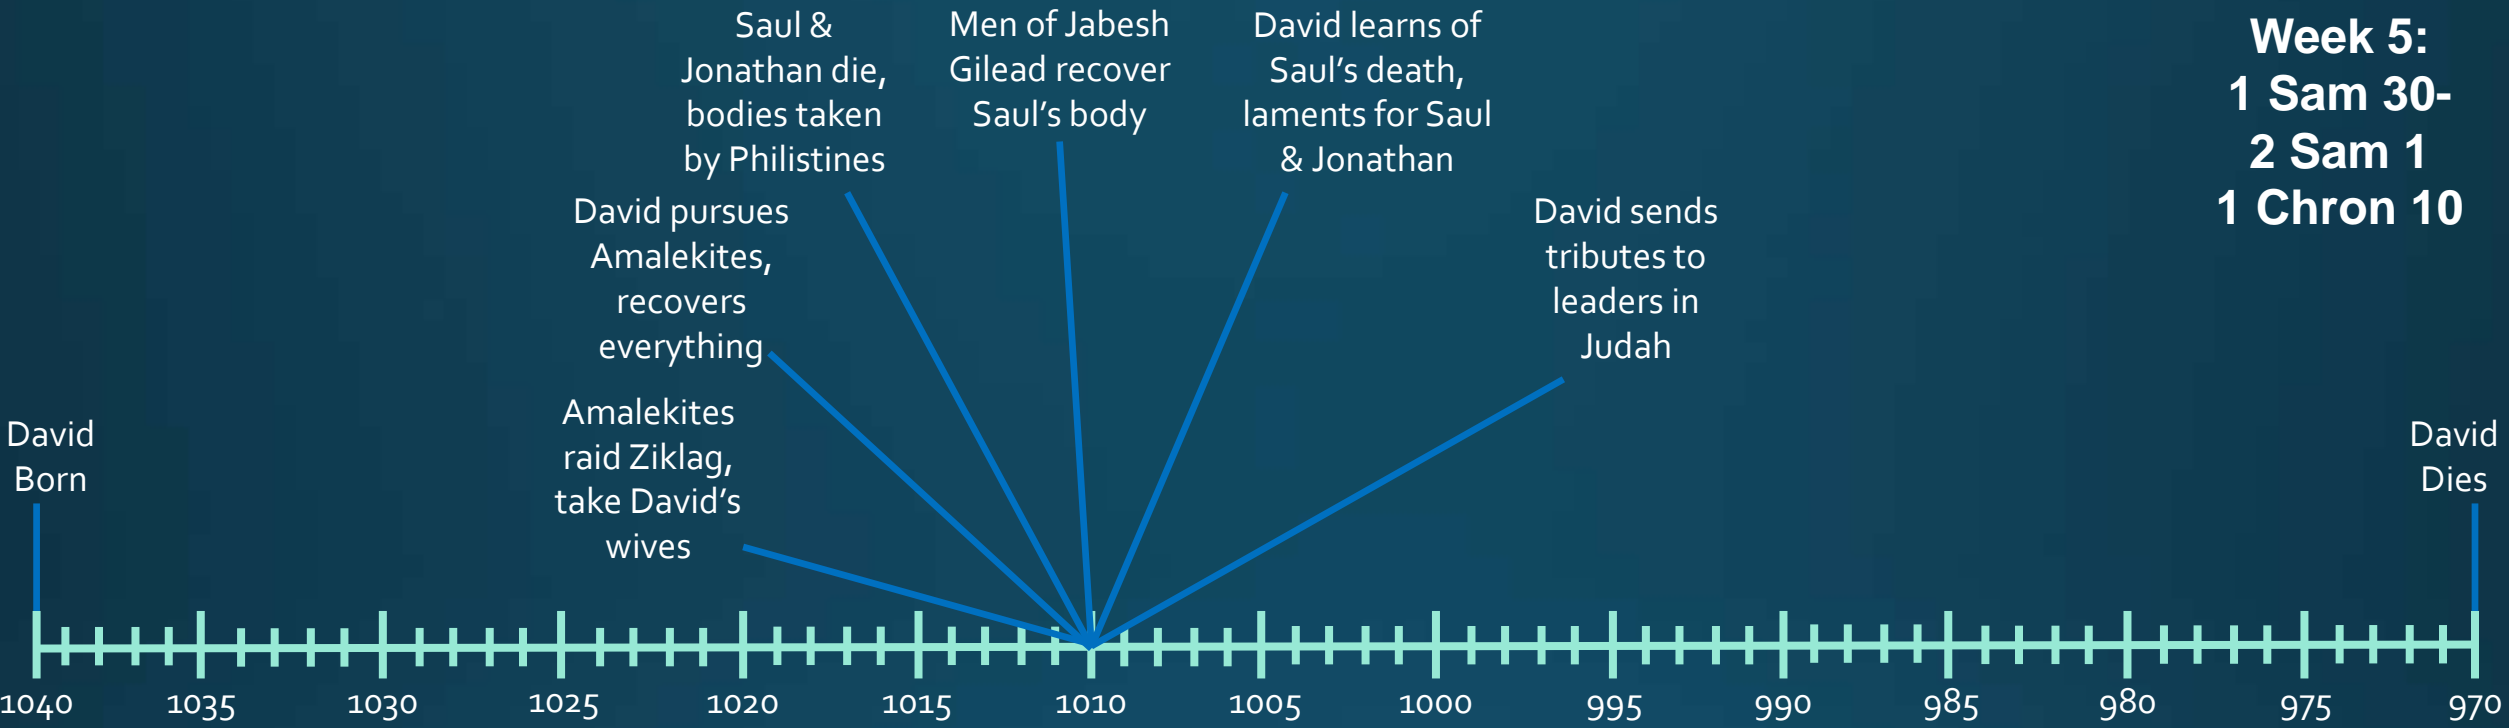 Week 5:
1 Sam 30-
2 Sam 1
1 Chron 10
Saul &
Jonathan die,
bodies taken
by Philistines
Men of Jabesh
Gilead recover
Saul’s body
David learns of
Saul’s death,
laments for Saul
& Jonathan
David pursues
Amalekites,
recovers
everything
David sends
tributes to
leaders in
Judah
Amalekites
raid Ziklag,
take David’s
wives
David
Born
David
Dies
1040 1035 1030 1025 1020 1015 1010 1005 1000 995 990 985 980 975 970